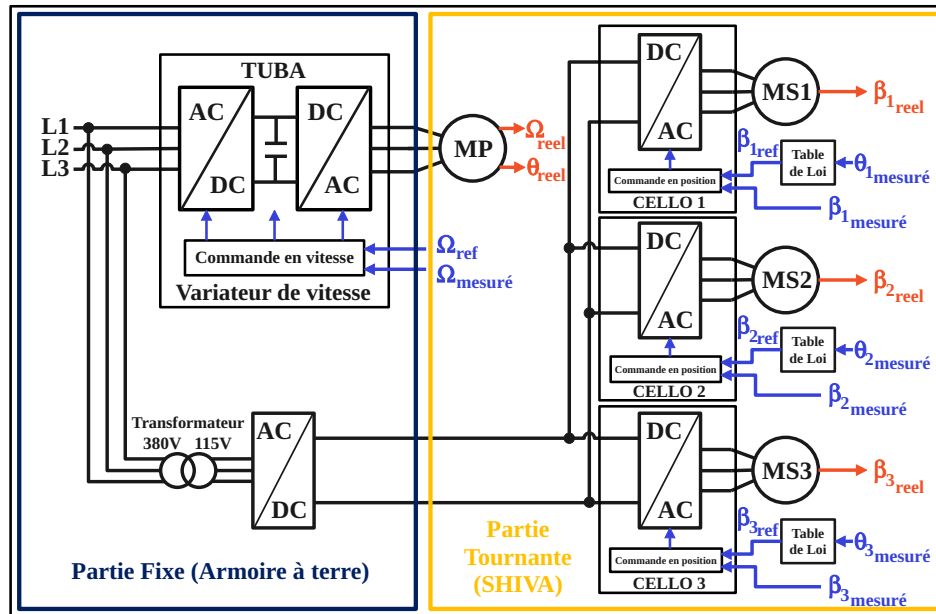 TUBA
AC
DC
DC
AC
L1
L2
L3
Commande en vitesse
Variateur de vitesse
MP
Ωreel
θreel
Ωref
Ωmesuré
Transformateur
380V 115V
AC
DC
Partie Fixe (Armoire à terre)
DC
AC
MS1
β1reel
β1ref
Table
de Loi
θ1mesuré
Commande en position
β1mesuré
CELLO 1
DC
AC
MS2
β2reel
β2ref
Table
de Loi
θ2mesuré
Commande en position
β2mesuré
CELLO 2
DC
AC
MS3
β3reel
β3ref
Table
de Loi
θ3mesuré
Commande en position
β3mesuré
CELLO 3
Partie
Tournante
(SHIVA)